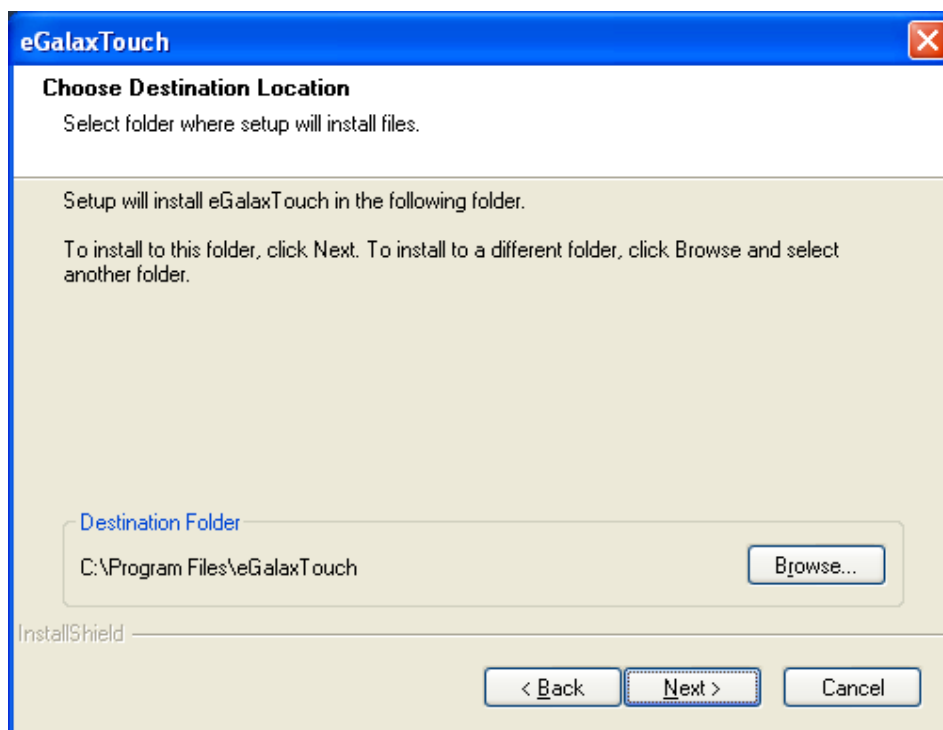 eGalaxTouch
Choose Destination Location
Select folder where setup will install files.
Setup will install eGalaxTouch in the following folder.
To install to this folder, click Next. To install to a different folder, click Browse and select
another folder.
Destination Folder
C:\Program Files\eGalaxTouch
Browse...
InstallShield
< Back
Next >
Cancel